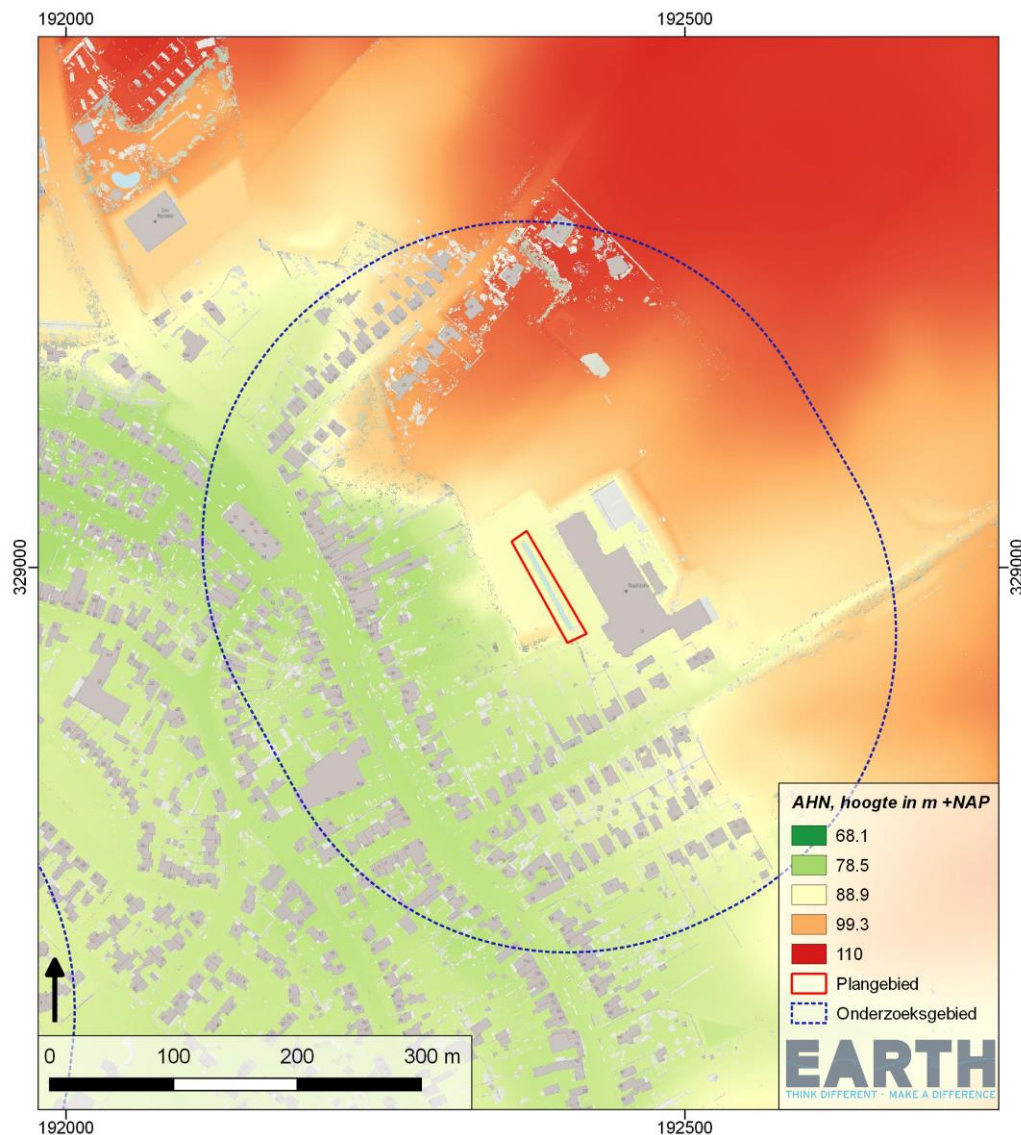 192000
192500
329000
329000
AHN, hoogte in m +NAP
68.1
78.5
88.9
99.3
110
Plangebied
Onderzoeksgebied
EARTH
THINK DIFFERENT - MAKE A DIFFERENCE
0
100
200
300 m
192000
192500